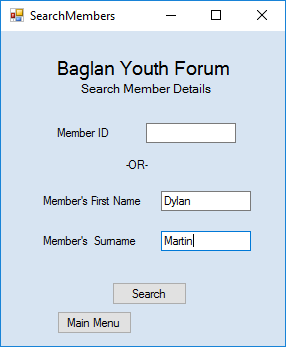 SearchMembers
Baglan Youth Forum
Search Member Details
Member ID
-OR-
Member's First Name Dylan
Member's Surname Martin
Search
Main Menu